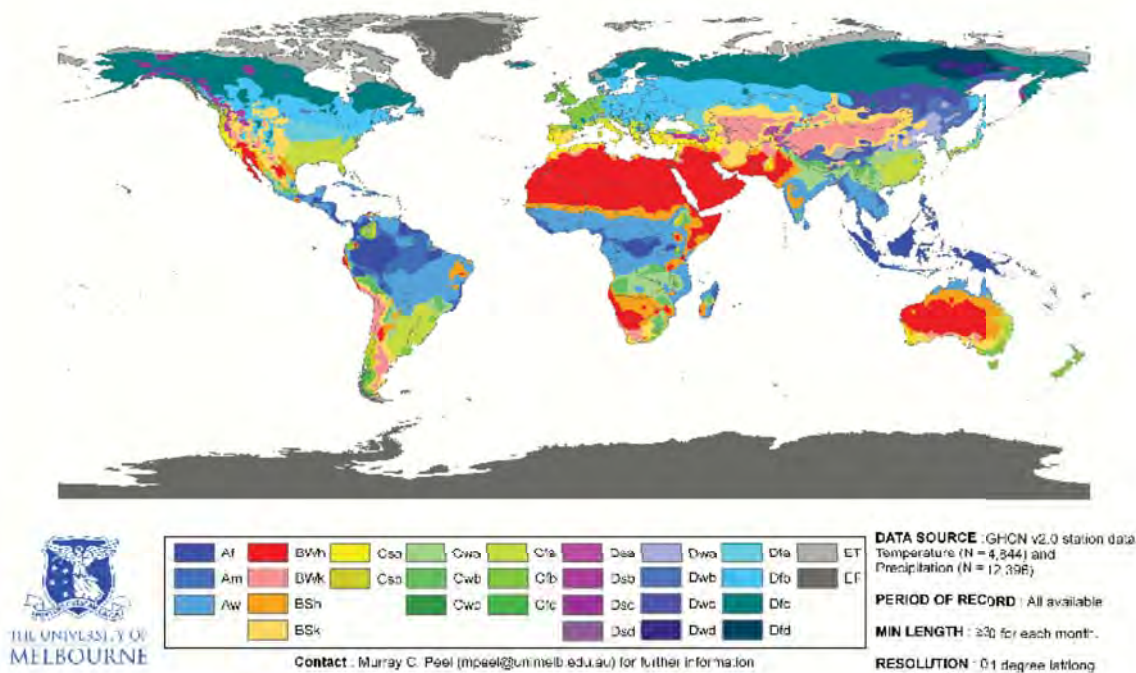 Af BWh Csa Cwa Cfa Dsa Dwa Dfa ET
Am BWk Csb Cwb Cfb Dsb Dwb Dfb EF
Aw BSh Cwc Cfc Dsc Dwc Dfc
BSk Dsd Dwd Dfd
THE UNIVERSITY OF
MELBOURNE
Contact : Murray C. Peel (mpeel@unimelb.edu.au) for further information
DATA SOURCE : GHCN v2.0 station data
Temperature (N = 4,844) and
Precipitation (N = 12,396)
PERIOD OF RECORD : All available
MIN LENGTH : ≥30 for each month.
RESOLUTION : 0.1 degree lat/long